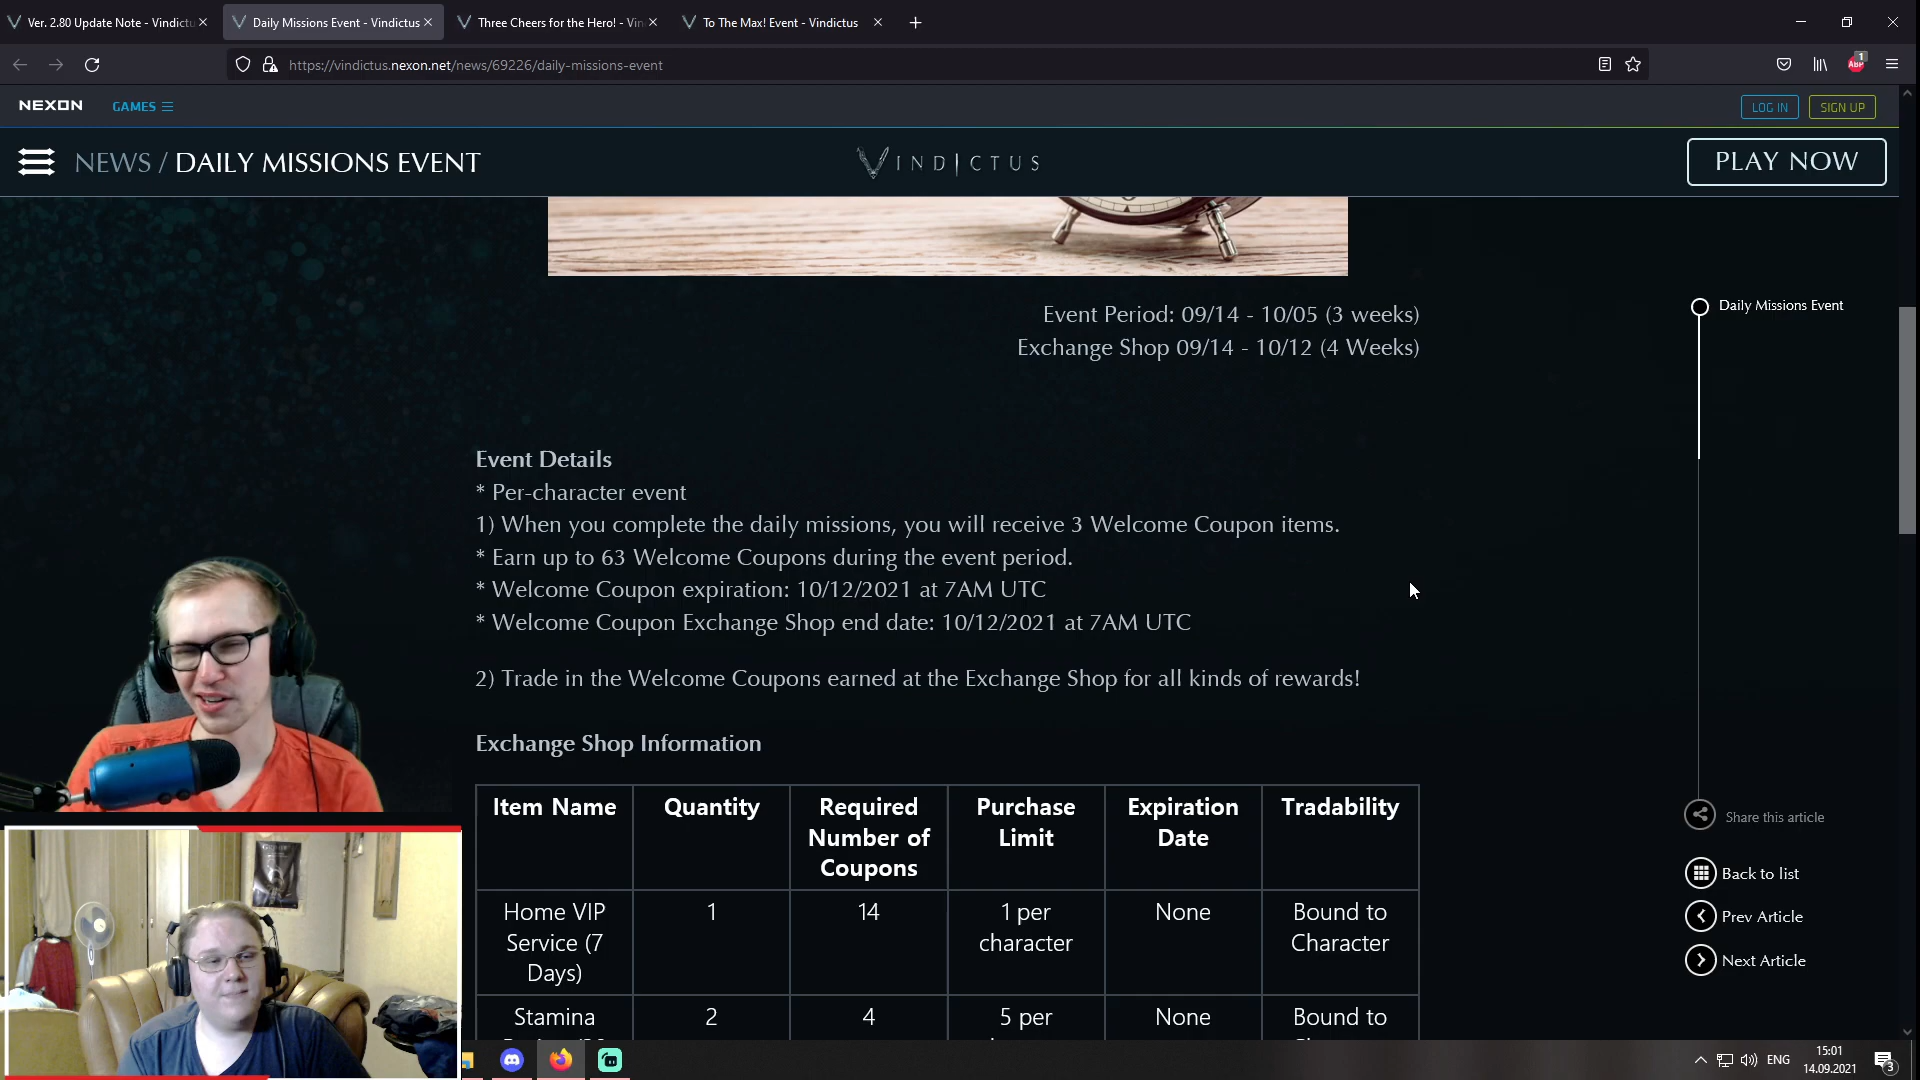 Ver. 2.80 Update Note - Vindictu
Daily Missions Event - Vindictus
Three Cheers for the Hero! - Vin
To The Max! Event - Vindictus
https://vindictus.nexon.net/news/69226/daily-missions-event
ABP
1
NEXON
GAMES
LOG IN
SIGN UP
NEWS / DAILY MISSIONS EVENT
VINDICTUS
PLAY NOW
Event Period: 09/14 - 10/05 (3 weeks)
Exchange Shop 09/14 - 10/12 (4 Weeks)
Daily Missions Event
Event Details
* Per-character event
1) When you complete the daily missions, you will receive 3 Welcome Coupon items.
* Earn up to 63 Welcome Coupons during the event period.
* Welcome Coupon expiration: 10/12/2021 at 7AM UTC
* Welcome Coupon Exchange Shop end date: 10/12/2021 at 7AM UTC
2) Trade in the Welcome Coupons earned at the Exchange Shop for all kinds of rewards!
Exchange Shop Information
Item Name
Quantity
Required
Number of
Coupons
Purchase
Limit
Expiration
Date
Tradability
Home VIP
Service (7
Days)
1
14
1 per
character
None
Bound to
Character
Stamina
2
4
5 per
None
Bound to
Share this article
Back to list
Prev Article
Next Article
ENG
15:01
14.09.2021
3